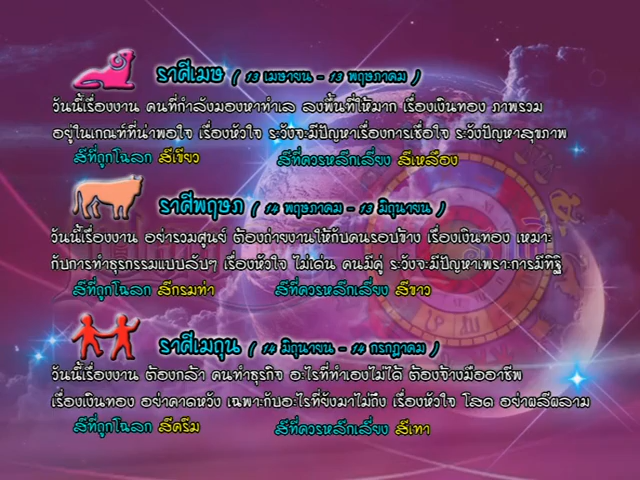 ราศีเมษ ( 13 เมษายน - 13 พฤษภาคม )
วันนี้เรื่องงาน คนที่กำลังมองหาทำเล ลงพื้นที่ให้มาก เรื่องเงินทอง ภาพรวม
อยู่ในเกณฑ์ที่น่าพอใจ เรื่องหัวใจ ระวังจะมีปัญหาเรื่องการเชื่อใจ ระวังปัญหาสุขภาพ
สีที่ถูกโฉลก สีเขียว สีที่ควรหลีกเลี่ยง สีเหลือง
ราศีพฤษภ ( 14 พฤษภาคม - 13 มิถุนายน )
วันนี้เรื่องงาน อย่ารวมศูนย์ ต้องถ่ายงานให้กับคนรอบข้าง เรื่องเงินทอง เหมาะ
กับการทำธุรกรรมแบบลับๆ เรื่องหัวใจ ไม่เด่น คนมีคู่ ระวังจะมีปัญหาเพราะการมีทิฐิ
สีที่ถูกโฉลก สีกรมท่า สีที่ควรหลีกเลี่ยง สีขาว
ราศีเมถุน ( 14 มิถุนายน - 14 กรกฎาคม )
วันนี้เรื่องงาน ต้องกล้า คนทำธุรกิจ อะไรที่ทำเองไม่ได้ ต้องจ้างมืออาชีพ
เรื่องเงินทอง อย่าคาดหวัง เฉพาะกับอะไรที่ยังมาไม่ถึง เรื่องหัวใจ โสด อย่าผลีผลาม
สีที่ถูกโฉลก สีครีม สีที่ควรหลีกเลี่ยง สีเทา